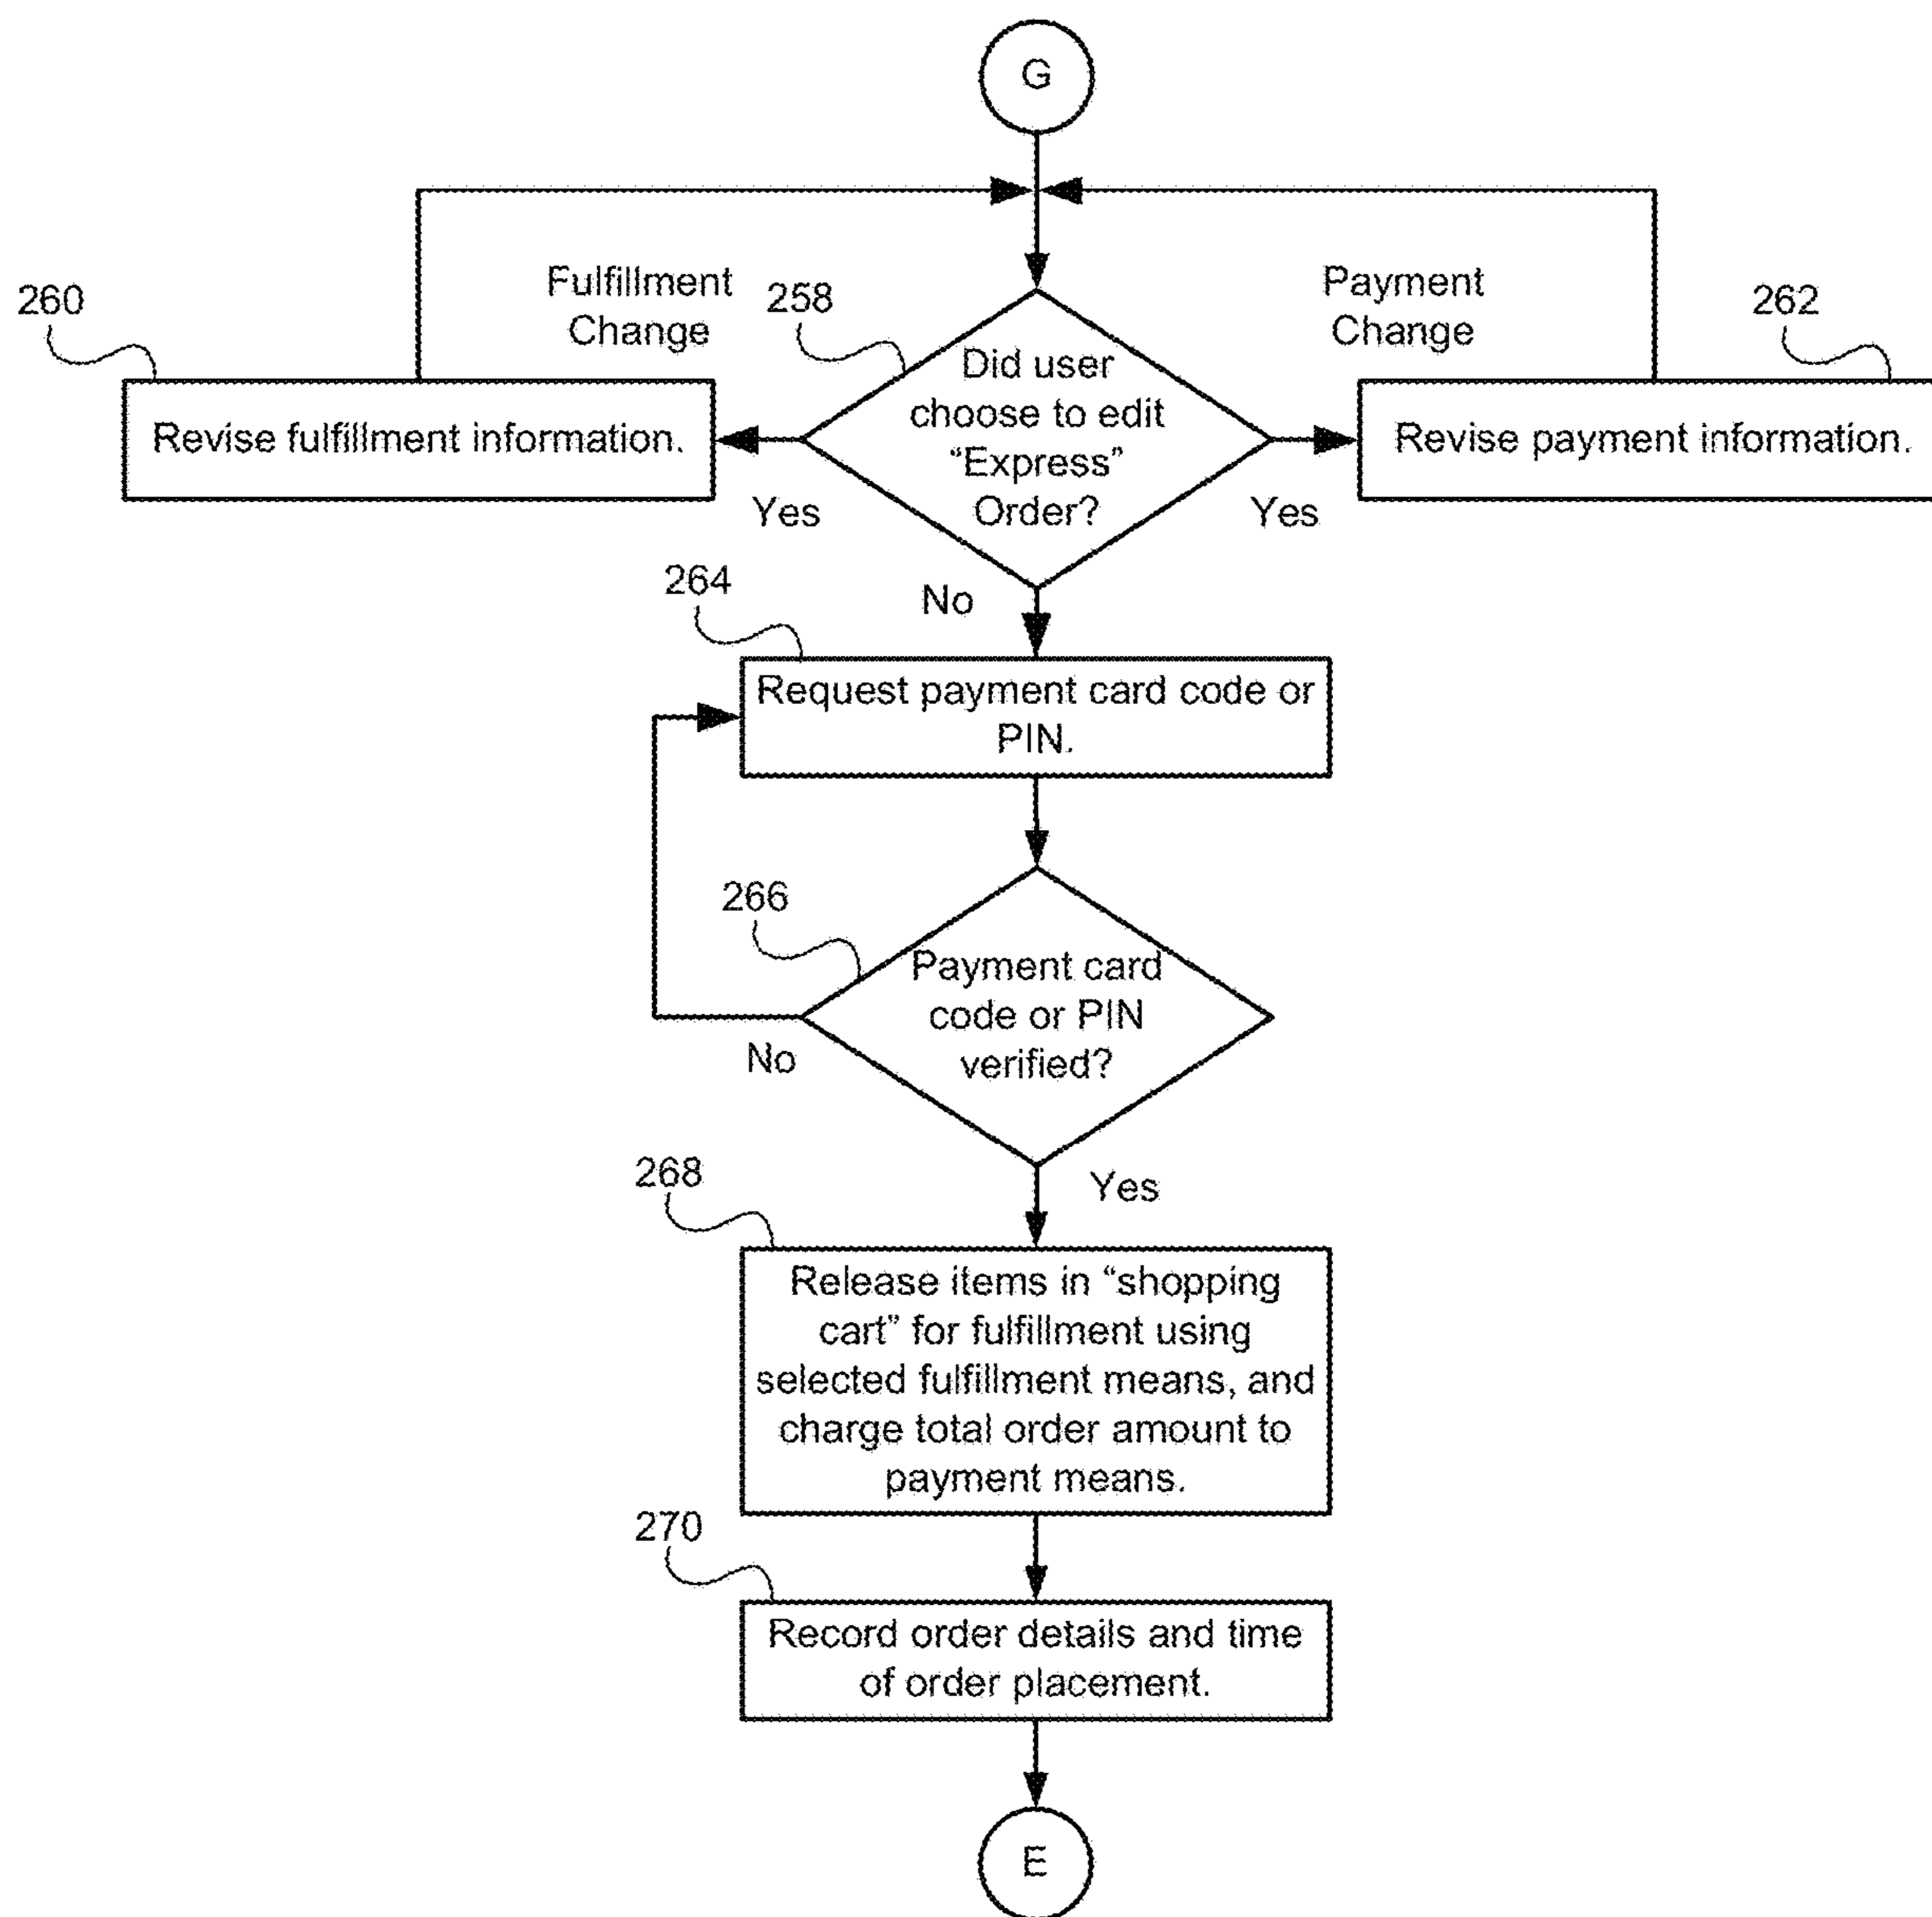 G
Fulfillment
Change
Payment
Change
260
258
262
Did user
choose to edit
“Express”
Order?
Revise fulfillment information.
Revise payment information.
Yes
Yes
No
264
Request payment card code or
PIN.
266
Payment card
code or PIN
verified?
No
Yes
268
Release items in “shopping
cart” for fulfillment using
selected fulfillment means, and
charge total order amount to
payment means.
270
Record order details and time
of order placement.
E